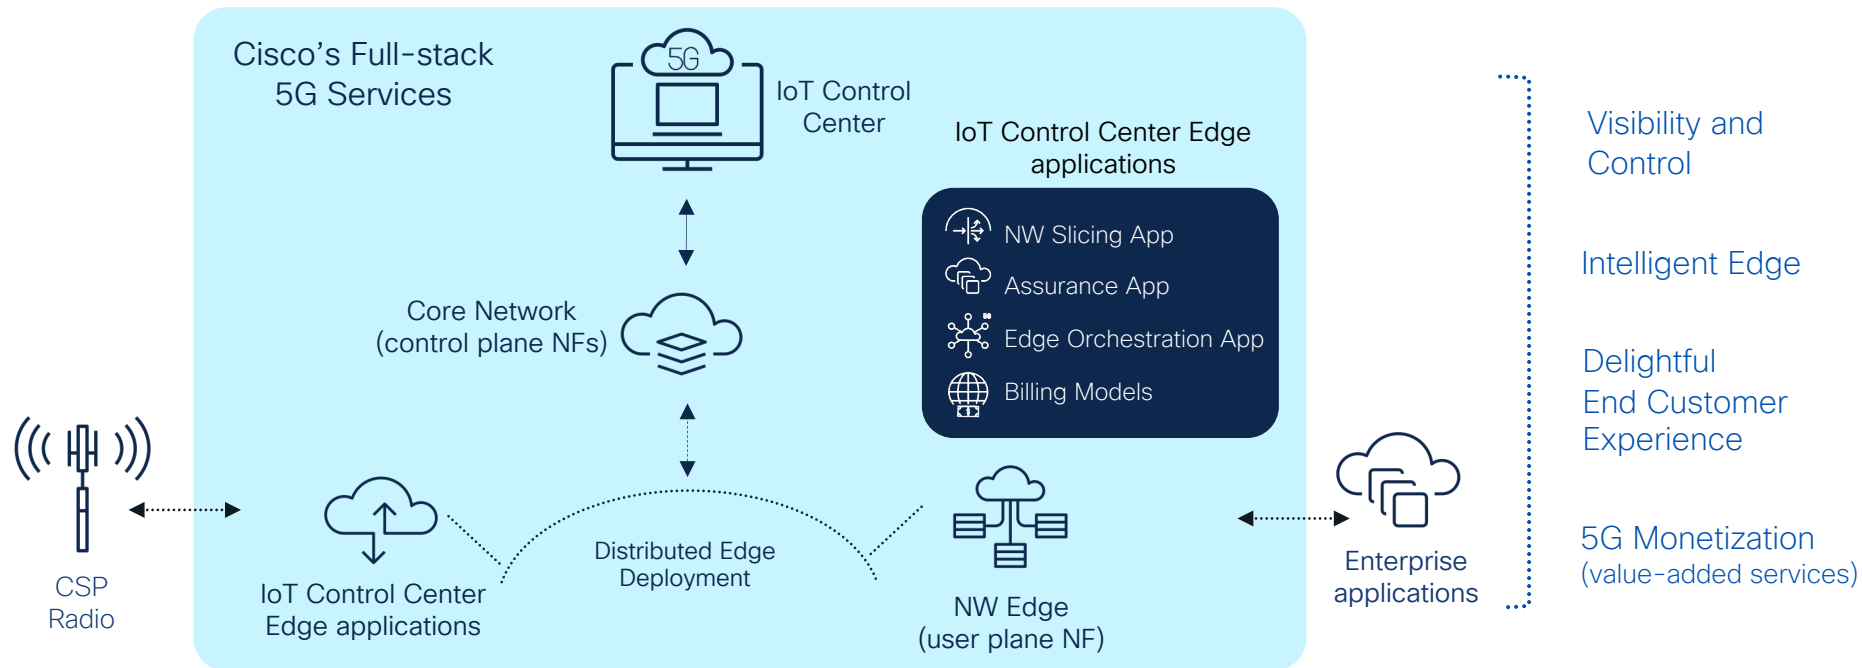 Cisco's Full-stack
5G Services
5G
IoT Control
Center
IoT Control Center Edge
applications
NW Slicing App
Assurance App
Edge Orchestration App
Billing Models
Core Network
(control plane NFs)
CSP
Radio
IoT Control Center
Edge applications
Distributed Edge
Deployment
NW Edge
(user plane NF)
Enterprise
applications
Visibility and
Control
Intelligent Edge
Delightful
End Customer
Experience
5G Monetization
(value-added services)